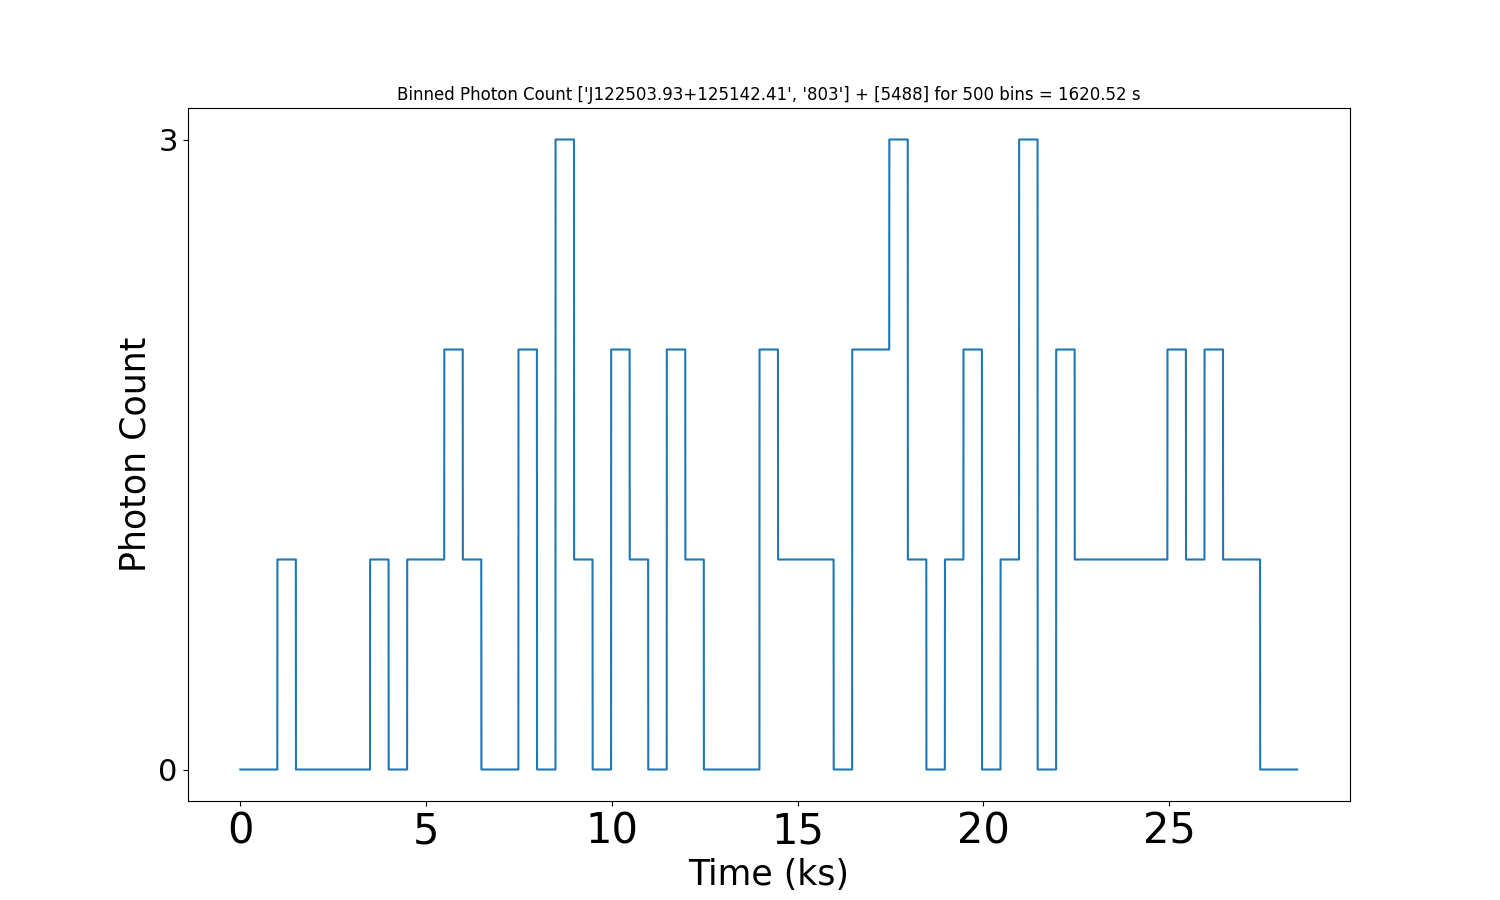 Binned Photon Count ['J122503.93+125142.41', '803'] + [5488] for 500 bins = 1620.52 s
3
Photon Count
0
0 5 10 15 20 25
Time (ks)